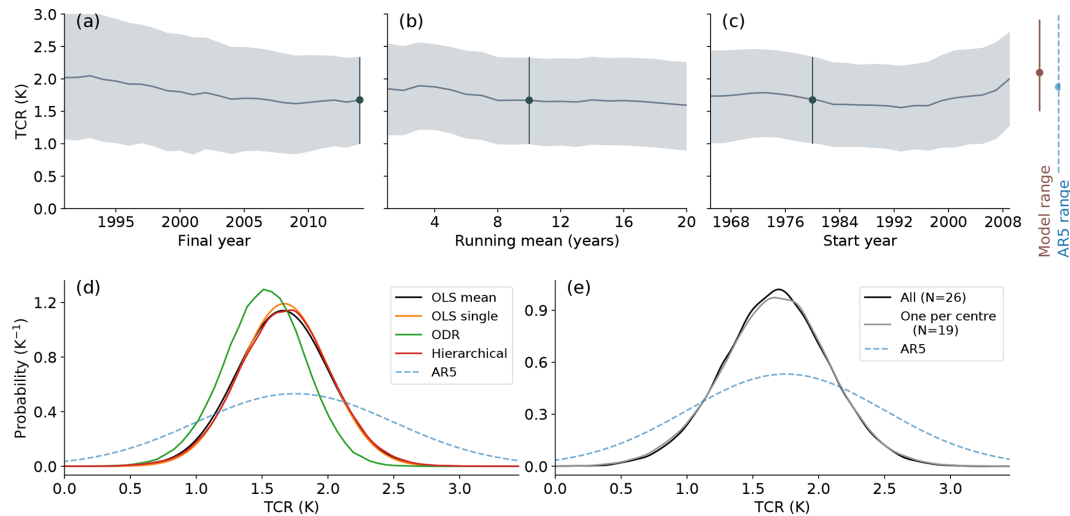 (a)
(b)
(c)
3.0
2.5
2.0
1.5
1.0
0.5
0.0
TCR (K)
1995 2000 2005 2010
Final year
4 8 12 16 20
Running mean (years)
1968 1976 1984 1992 2000 2008
Start year
Model range
AR5 range
(d)
1.2
0.8
0.4
0.0
Probability (K⁻¹)
0.0 0.5 1.0 1.5 2.0 2.5 3.0
TCR (K)
OLS mean
OLS single
ODR
Hierarchical
AR5
(e)
0.9
0.6
0.3
0.0
0.0 0.5 1.0 1.5 2.0 2.5 3.0
TCR (K)
All (N=26)
One per centre
(N=19)
AR5